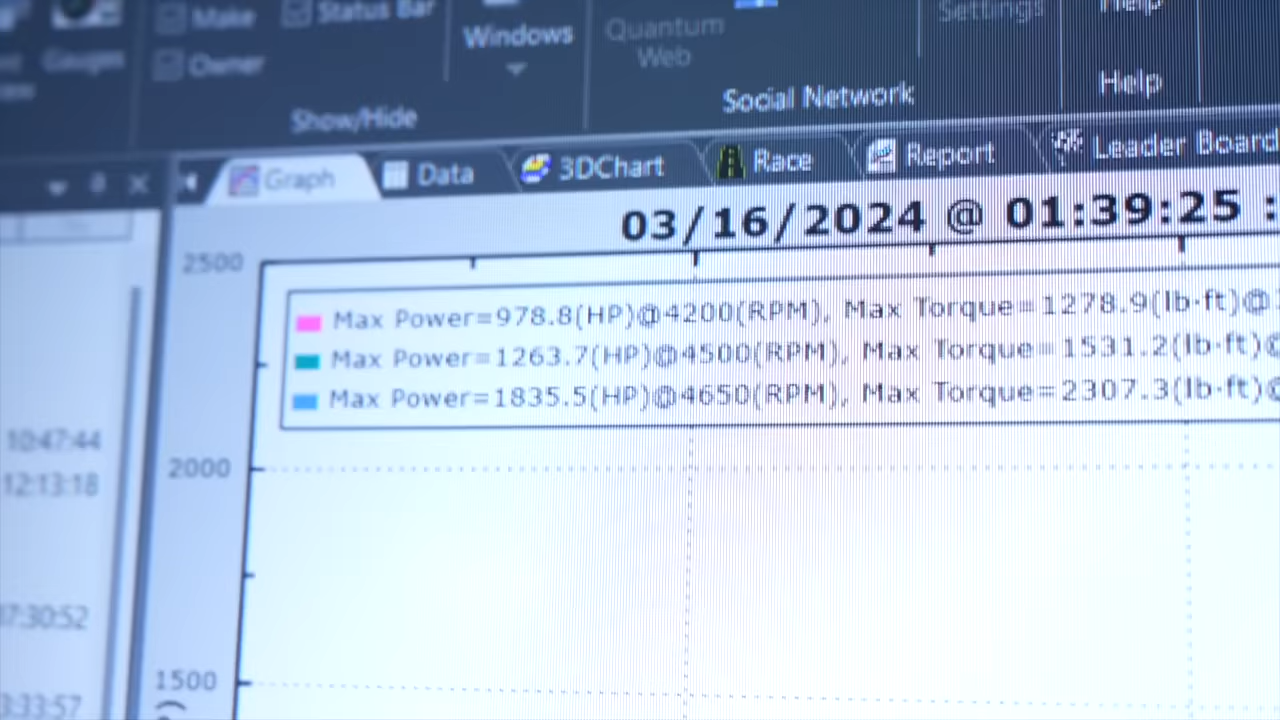 Make
Status Bar
Owner
Gauges
Windows
Quantum
Web
Settings
Help
Show/Hide
Social Network
Help
Graph
Data
3DChart
Race
Report
Leader Board
03/16/2024 @ 01:39:25 :
2500
Max Power=978.8(HP)@4200(RPM), Max Torque=1278.9(lb·ft)@
Max Power=1263.7(HP)@4500(RPM), Max Torque=1531.2(lb·ft)@
Max Power=1835.5(HP)@4650(RPM), Max Torque=2307.3(lb·ft)@
10:47:44
2000
12:13:18
7:30:52
1500
3:33:57